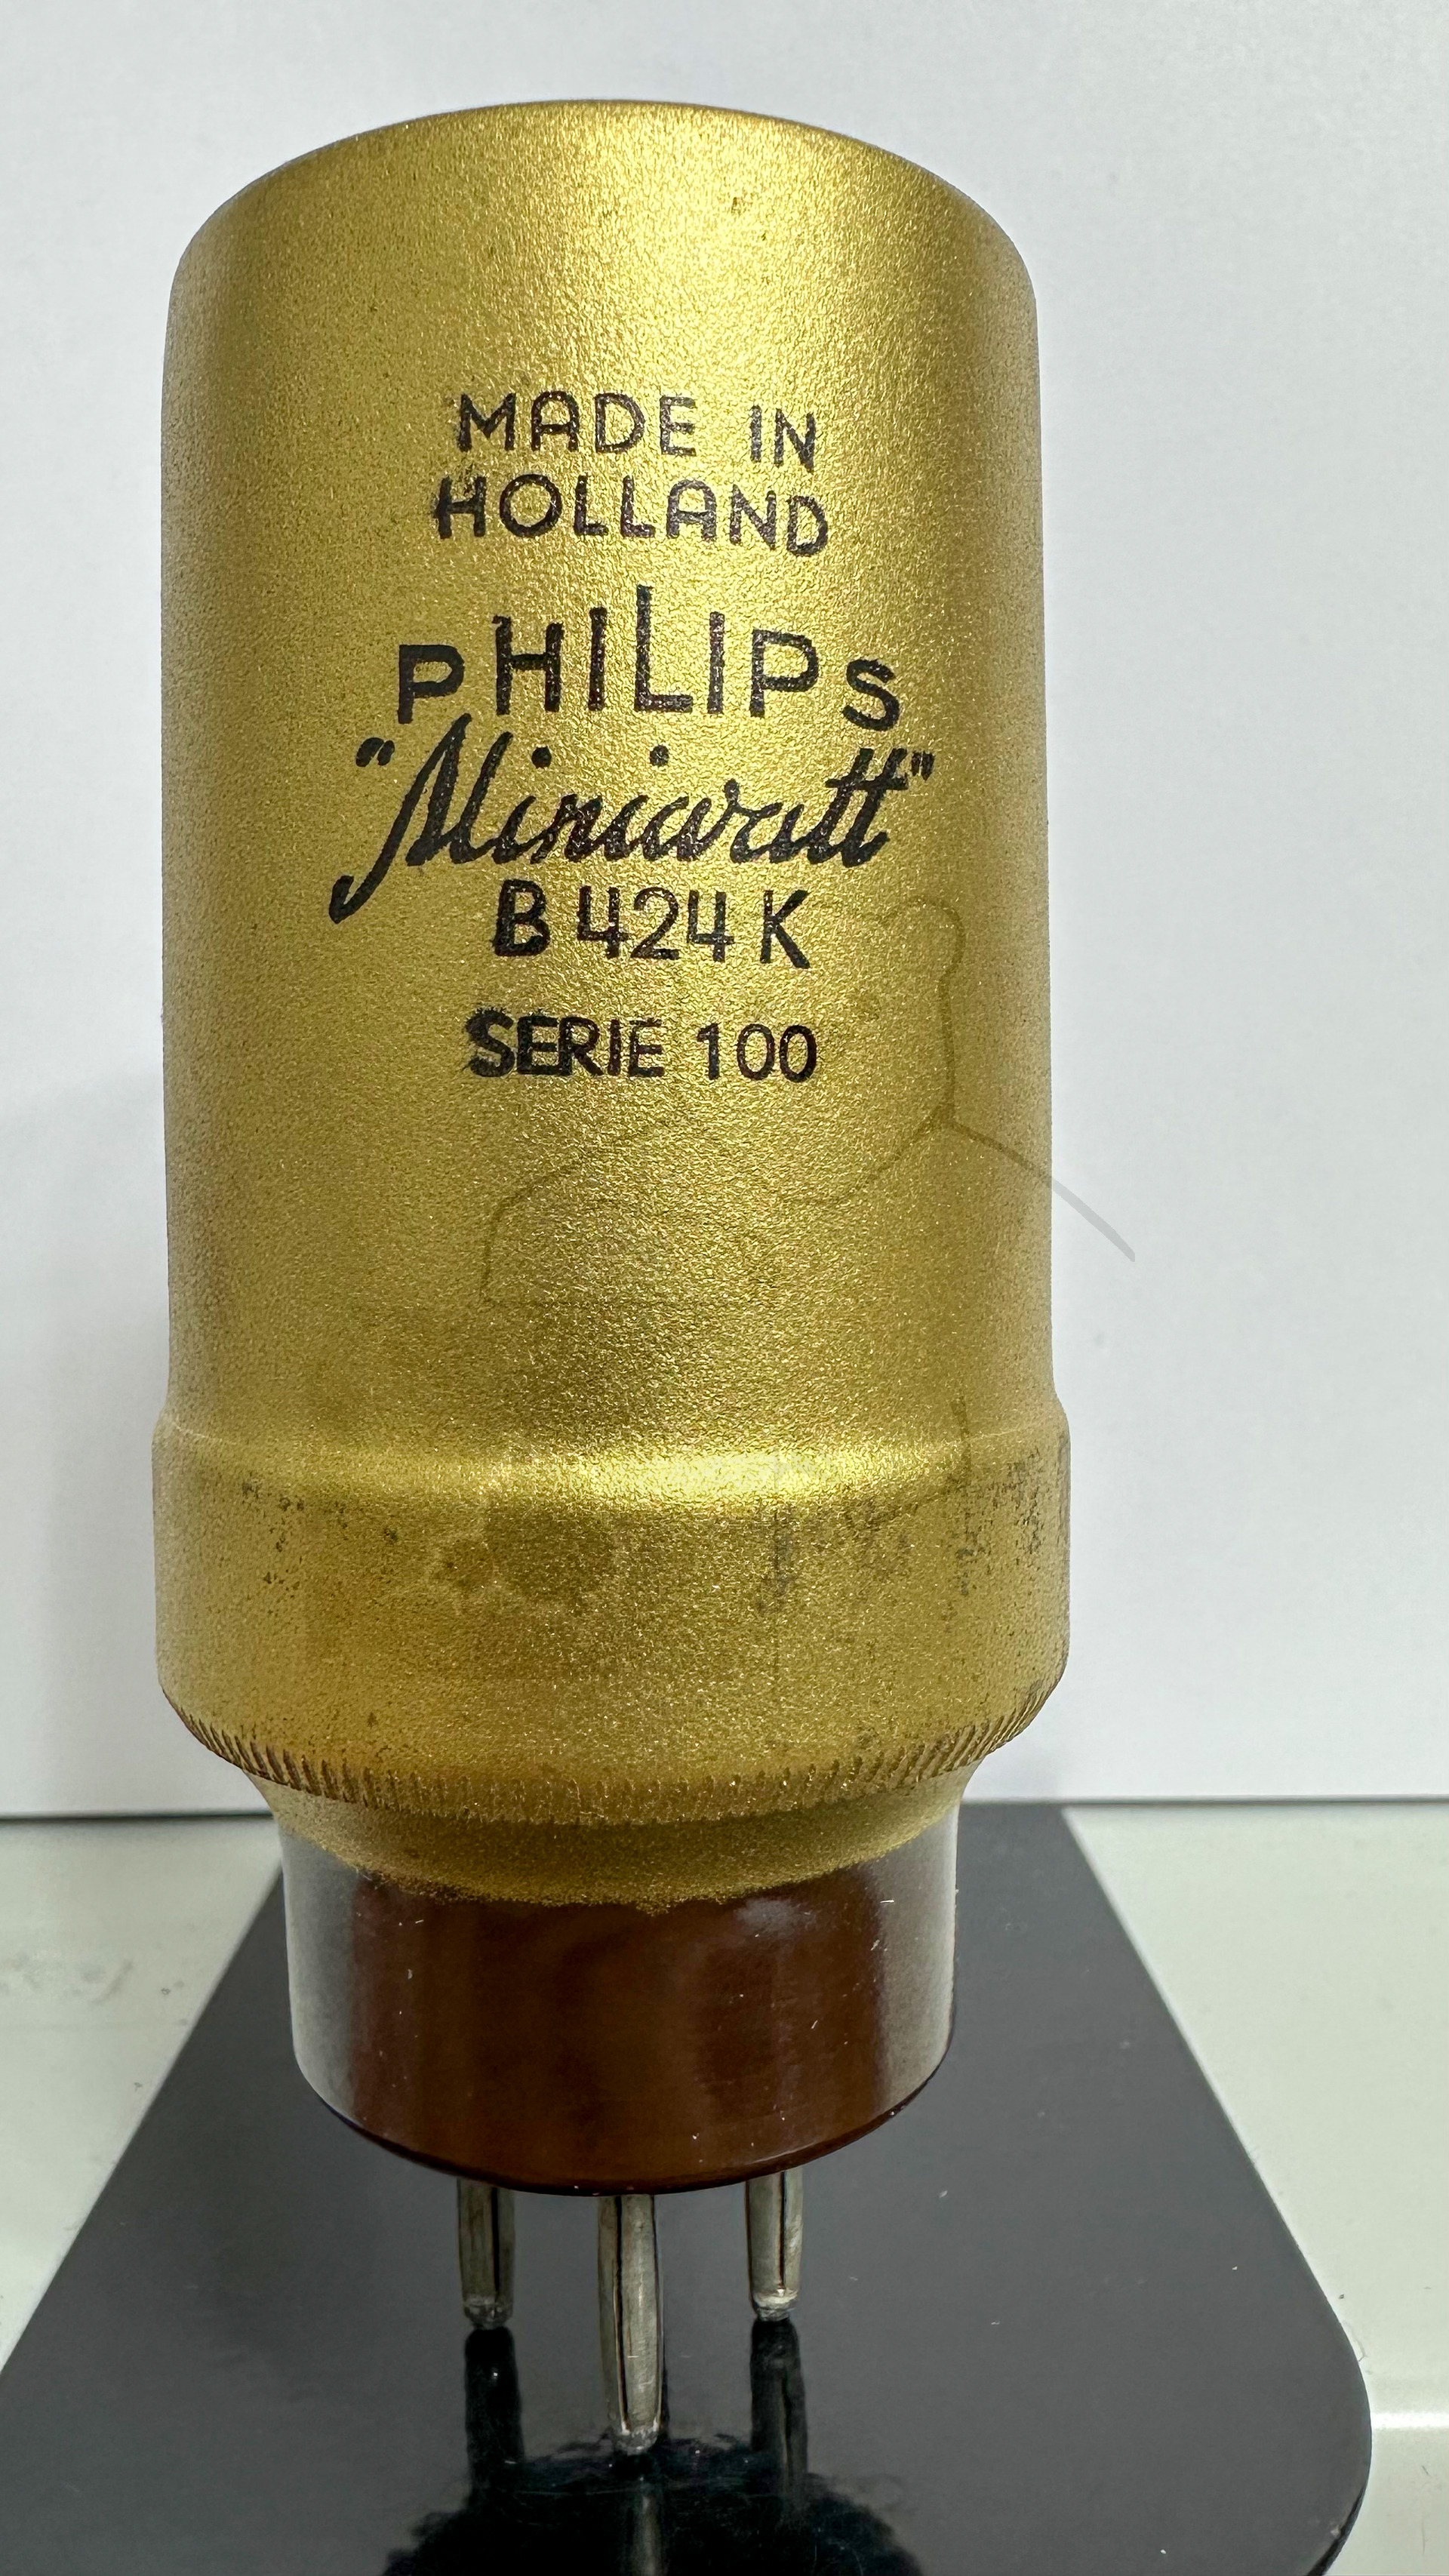 MADE IN
HOLLAND
PHILIPS
"Miniwatt"
B 424 K
SERIE 100